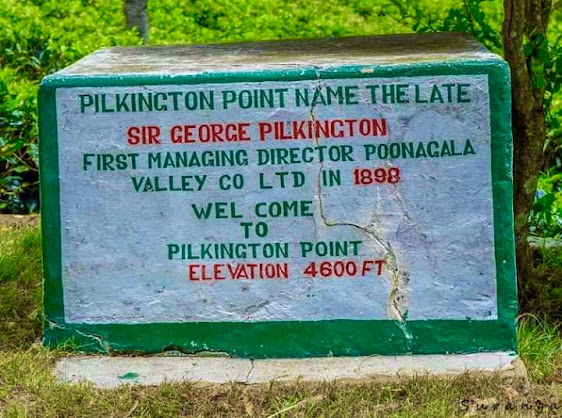 PILKINGTON POINT NAME THE LATE
SIR GEORGE PILKINGTON
FIRST MANAGING DIRECTOR POONAGALA
VALLEY CO LTD IN 1898
WEL COME
TO
PILKINGTON POINT
ELEVATION 4600 FT